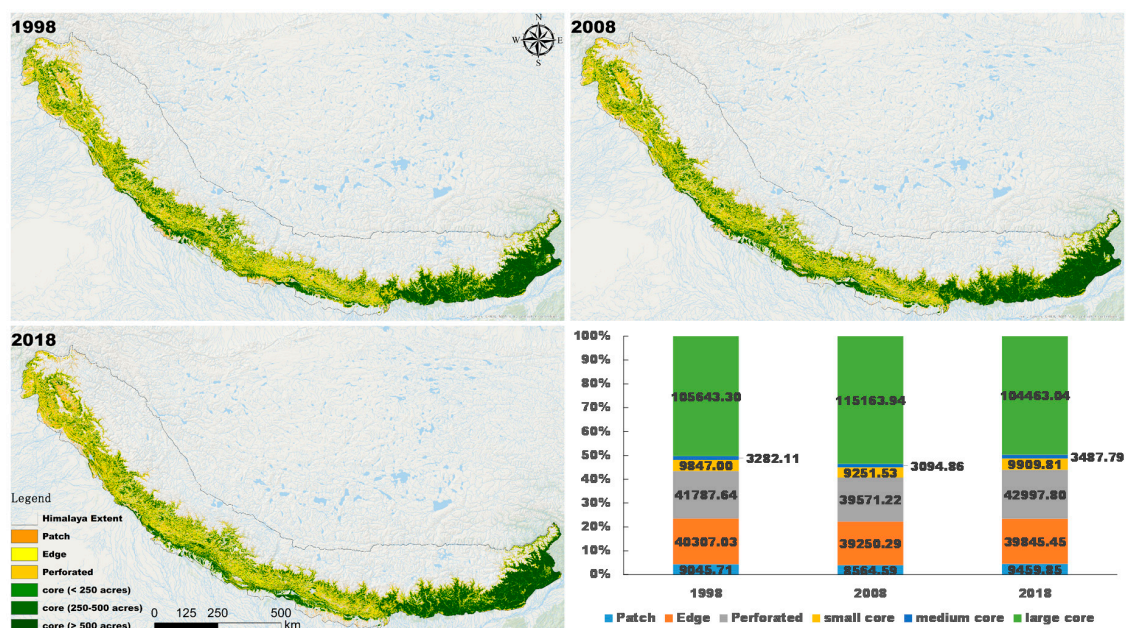 1998
N
W E
S
2008
2018
Legend
Himalaya Extent
Patch
Edge
Perforated
core (< 250 acres)
core (250-500 acres)
core (> 500 acres)
0 125 250 500
km
100%
90%
80%
70%
60%
50%
40%
30%
20%
10%
0%
105643.30 115163.94 104463.04
3282.11 3094.86 3487.79
9847.00 9251.53 9909.81
41787.64 39571.22 42997.80
40307.03 39250.29 39845.45
9045.71 8564.59 9459.85
1998 2008 2018
Patch Edge Perforated small core medium core large core